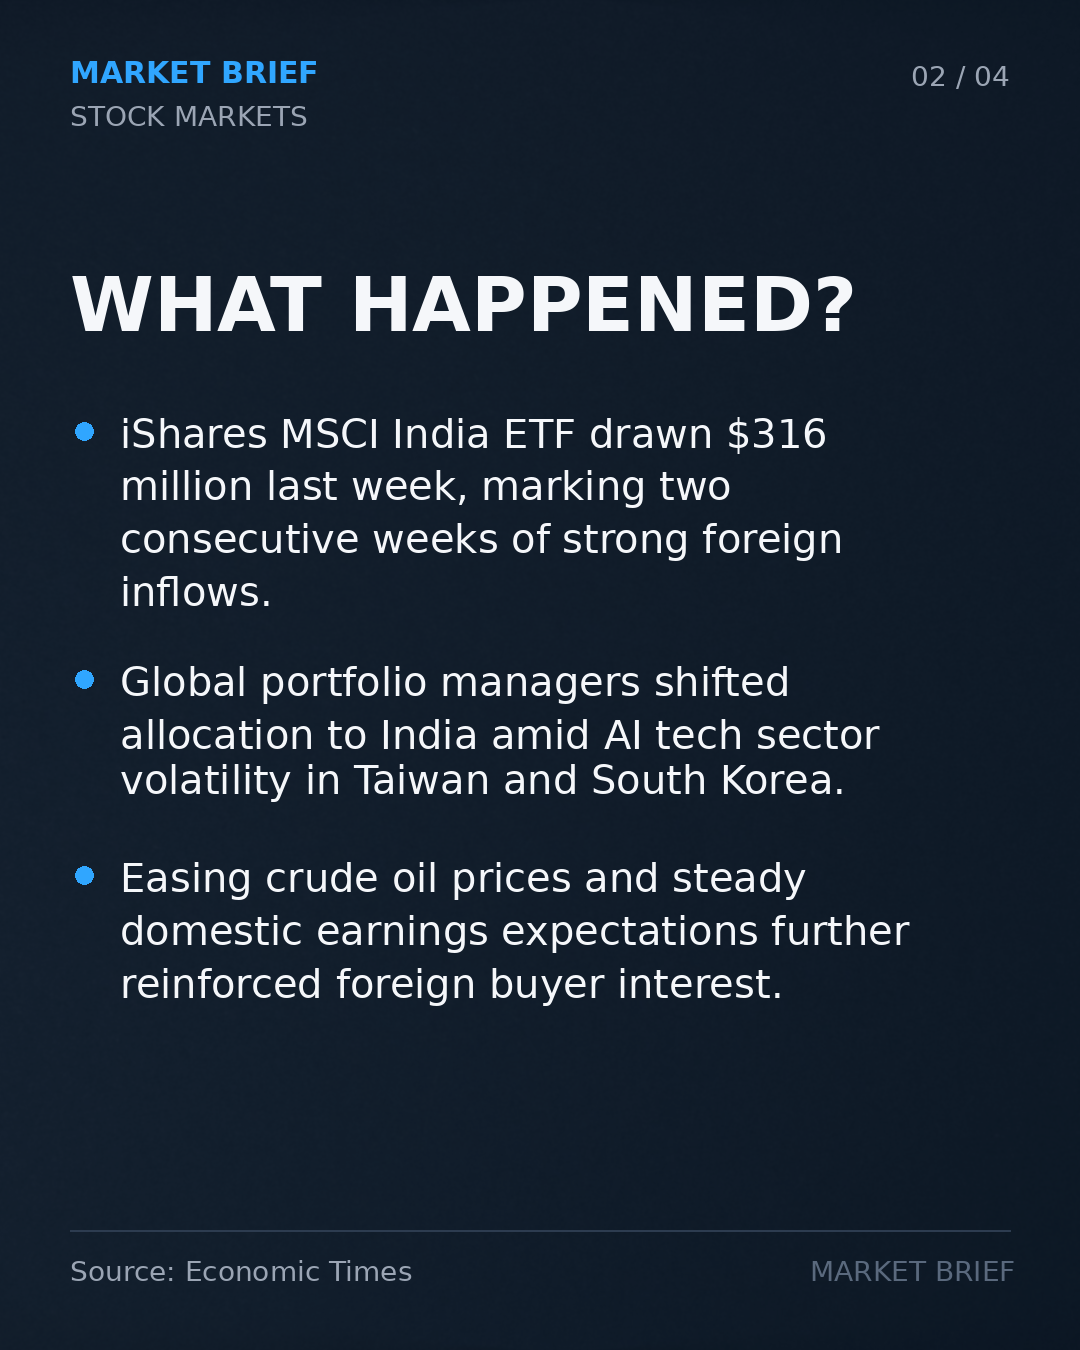 MARKET BRIEF
STOCK MARKETS
02 / 04
WHAT HAPPENED?
iShares MSCI India ETF drawn $316
million last week, marking two
consecutive weeks of strong foreign
inflows.
Global portfolio managers shifted
allocation to India amid AI tech sector
volatility in Taiwan and South Korea.
Easing crude oil prices and steady
domestic earnings expectations further
reinforced foreign buyer interest.
Source: Economic Times
MARKET BRIEF